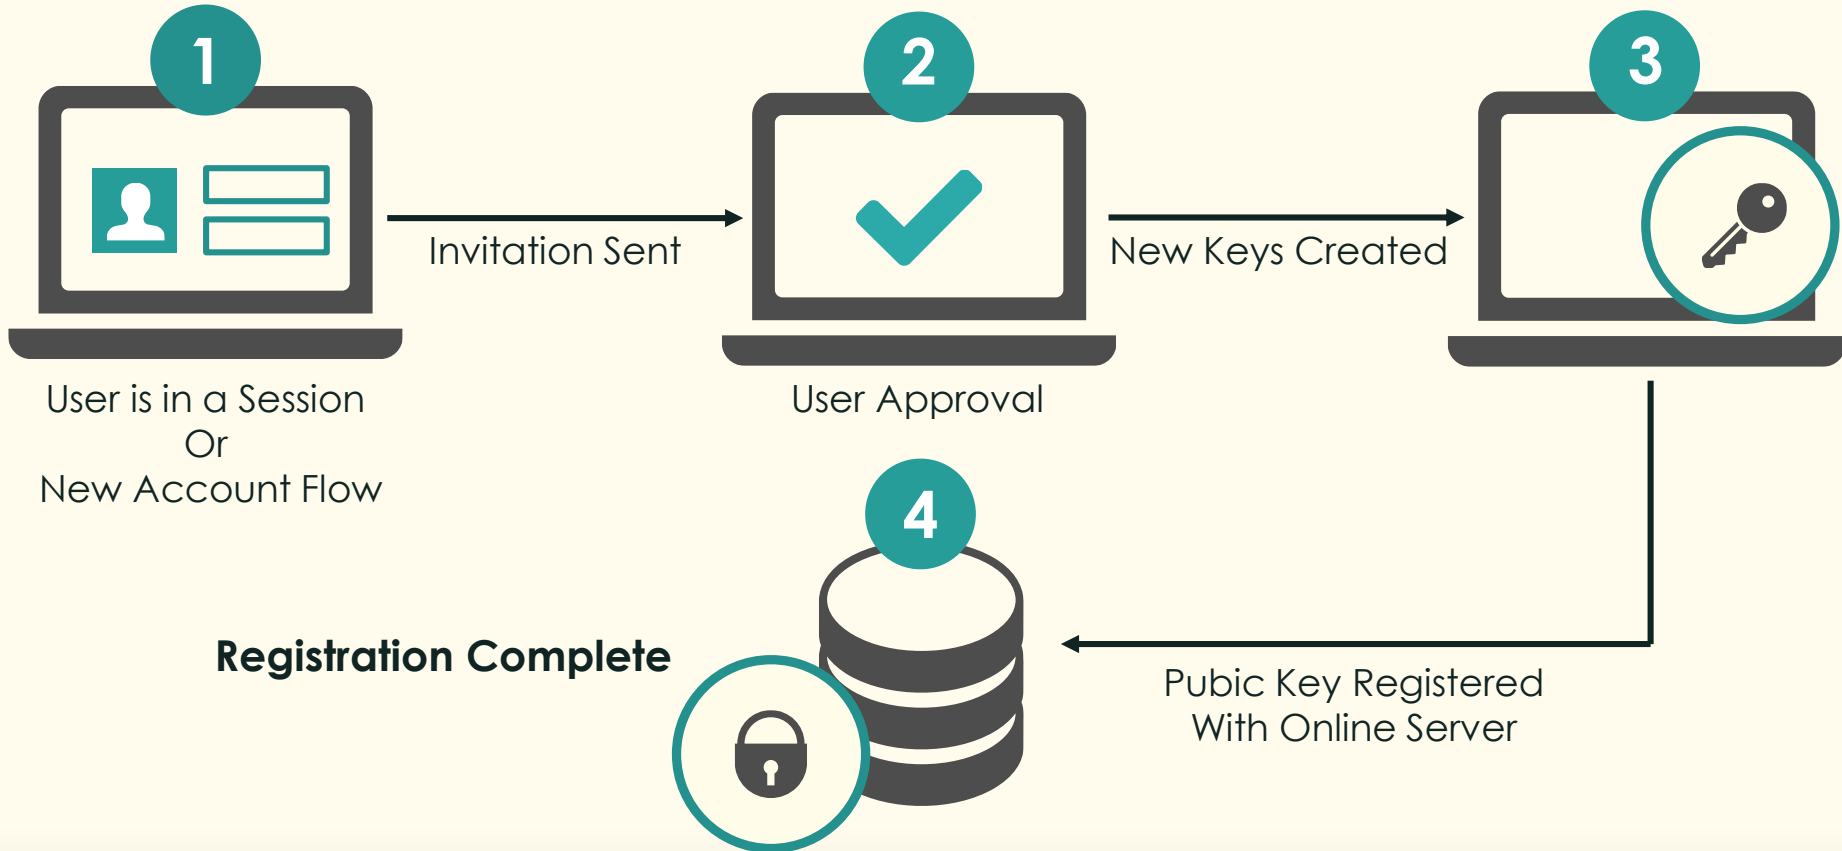 1
2
3
Invitation Sent
New Keys Created
User is in a Session
Or
New Account Flow
User Approval
4
Registration Complete
Pubic Key Registered
With Online Server